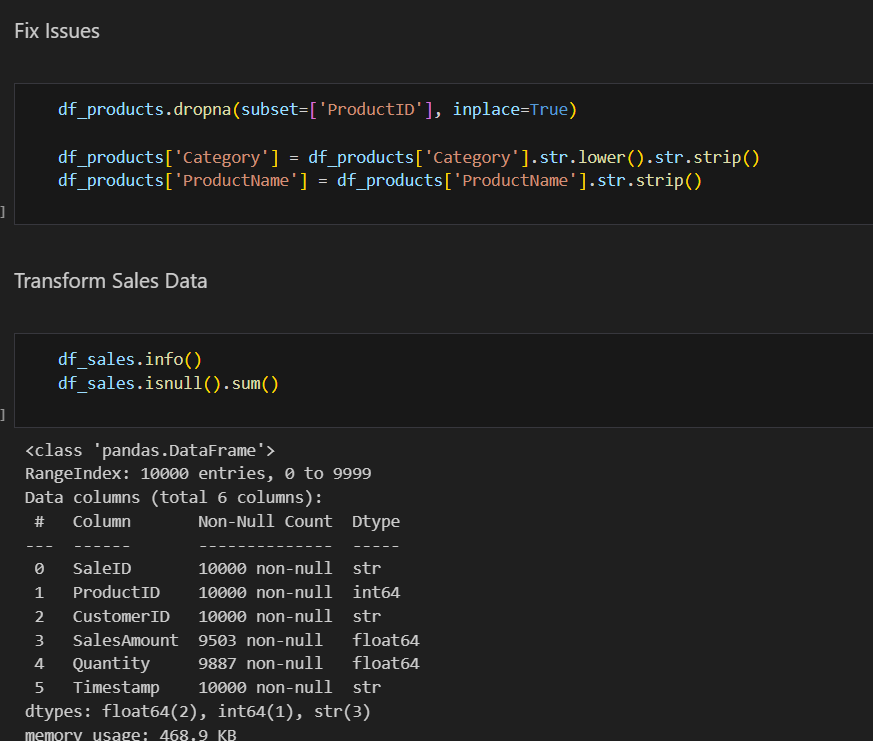 Fix Issues
df_products.dropna(subset=['ProductID'], inplace=True)
df_products['Category'] = df_products['Category'].str.lower().str.strip()
df_products['ProductName'] = df_products['ProductName'].str.strip()
]
Transform Sales Data
df_sales.info()
df_sales.isnull().sum()
]
<class 'pandas.DataFrame'>
RangeIndex: 10000 entries, 0 to 9999
Data columns (total 6 columns):
 #   Column       Non-Null Count  Dtype
---  ------       --------------  -----
 0   SaleID       10000 non-null  str
 1   ProductID    10000 non-null  int64
 2   CustomerID   10000 non-null  str
 3   SalesAmount  9503 non-null   float64
 4   Quantity     9887 non-null   float64
 5   Timestamp    10000 non-null  str
dtypes: float64(2), int64(1), str(3)
memory usage: 468.9 KB